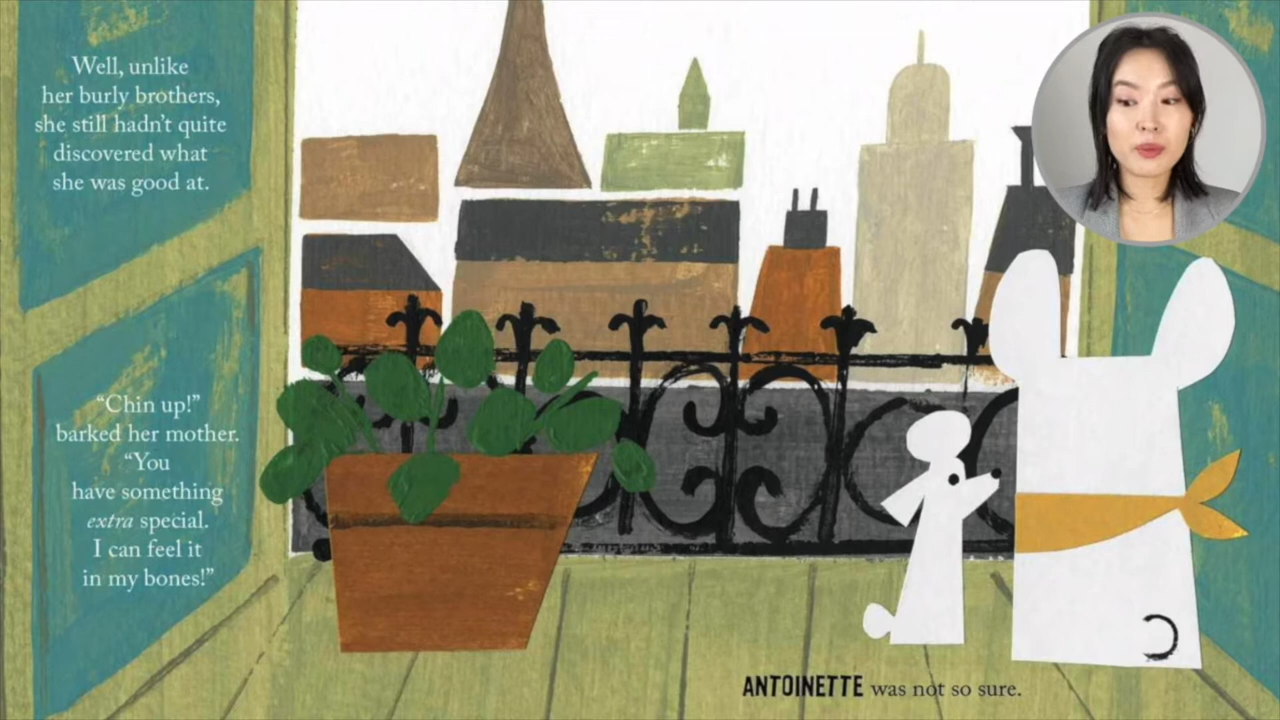 Well, unlike
her burly brothers,
she still hadn't quite
discovered what
she was good at.
“Chin up!”
barked her mother.
“You
have something
extra special.
I can feel it
in my bones!”
ANTOINETTE was not so sure.